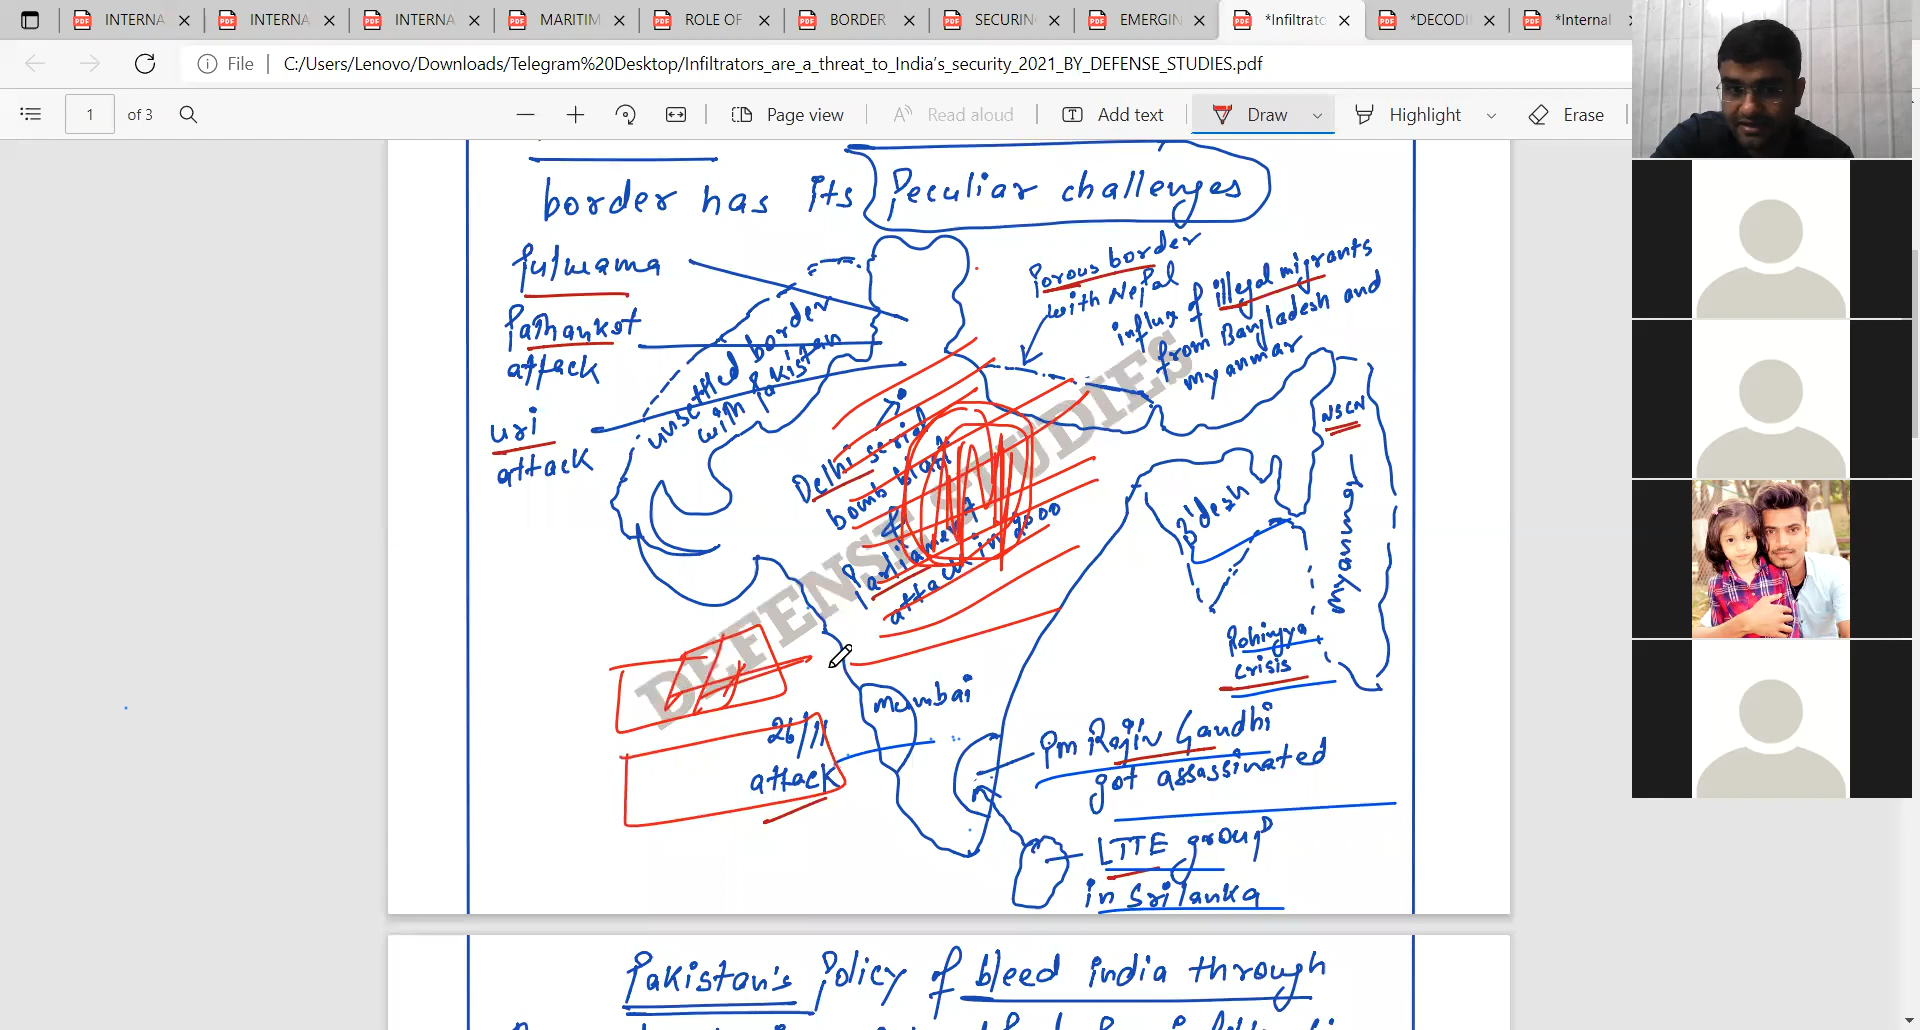 INTERNA
INTERNA
INTERNA
MARITIM
ROLE OF
BORDER
SECURIN
EMERGIN
*Infiltrato
*DECODI
*Internal
File
C:/Users/Lenovo/Downloads/Telegram%20Desktop/Infiltrators_are_a_threat_to_India's_security_2021_BY_DEFENSE_STUDIES.pdf
1 of 3
Page view
Read aloud
Add text
Draw
Highlight
Erase
border has its Peculiar challenges
Pulwama
Pathankot
attack
uri
attack
unsettled border
with Pakistan
Porous border
with Nepal
influx of illegal migrants
from Bangladesh and
myanmar
NSCN
Delhi serial
bomb blast
&
Parliament
attack in 2000
B'desh
Myanmar
Rohingya
crisis
DEFENSE STUDIES
Mumbai
26/11
attack
Pm Rajiv Gandhi
got assassinated
LTTE group
in Srilanka
Pakistan's Policy of bleed india through